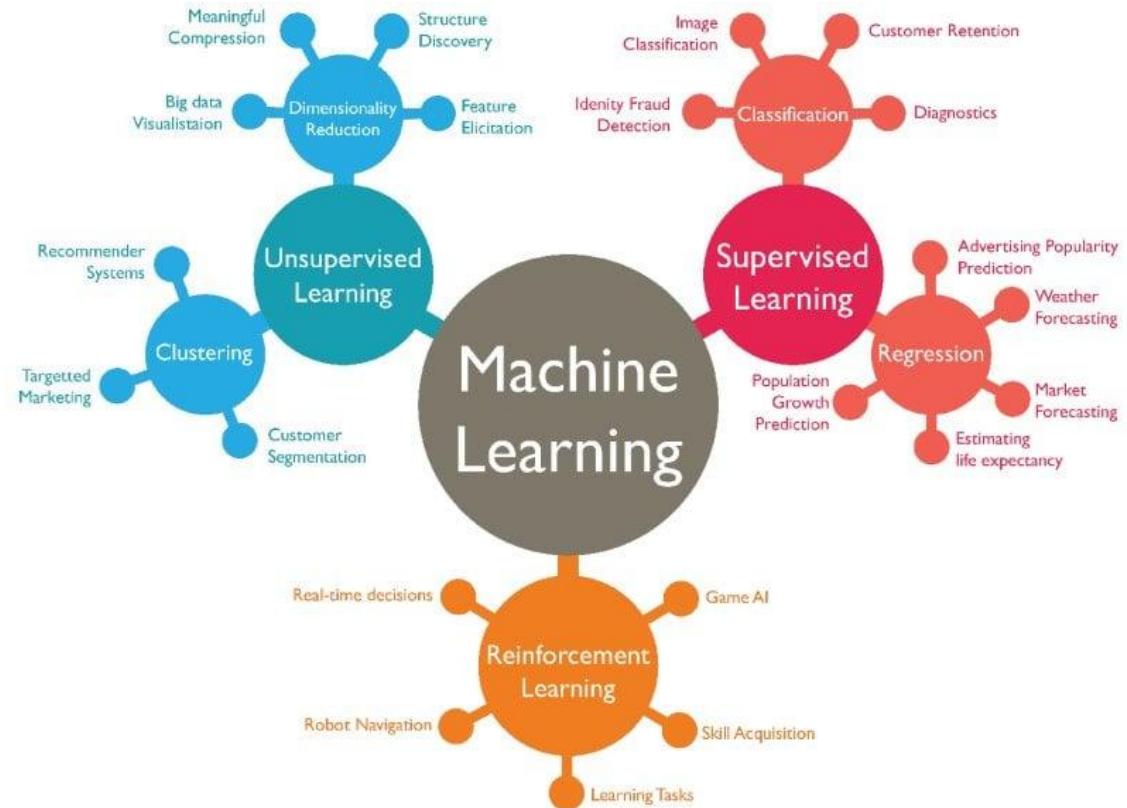 Meaningful
Compression
Structure
Discovery
Big data
Visualistaion
Dimensionality
Reduction
Feature
Elicitation
Image
Classification
Customer Retention
Idenity Fraud
Detection
Classification
Diagnostics
Recommender
Systems
Unsupervised
Learning
Clustering
Targetted
Marketing
Customer
Segmentation
Supervised
Learning
Advertising Popularity
Prediction
Weather
Forecasting
Regression
Population
Growth
Prediction
Market
Forecasting
Estimating
life expectancy
Machine
Learning
Real-time decisions
Game AI
Reinforcement
Learning
Robot Navigation
Skill Acquisition
Learning Tasks